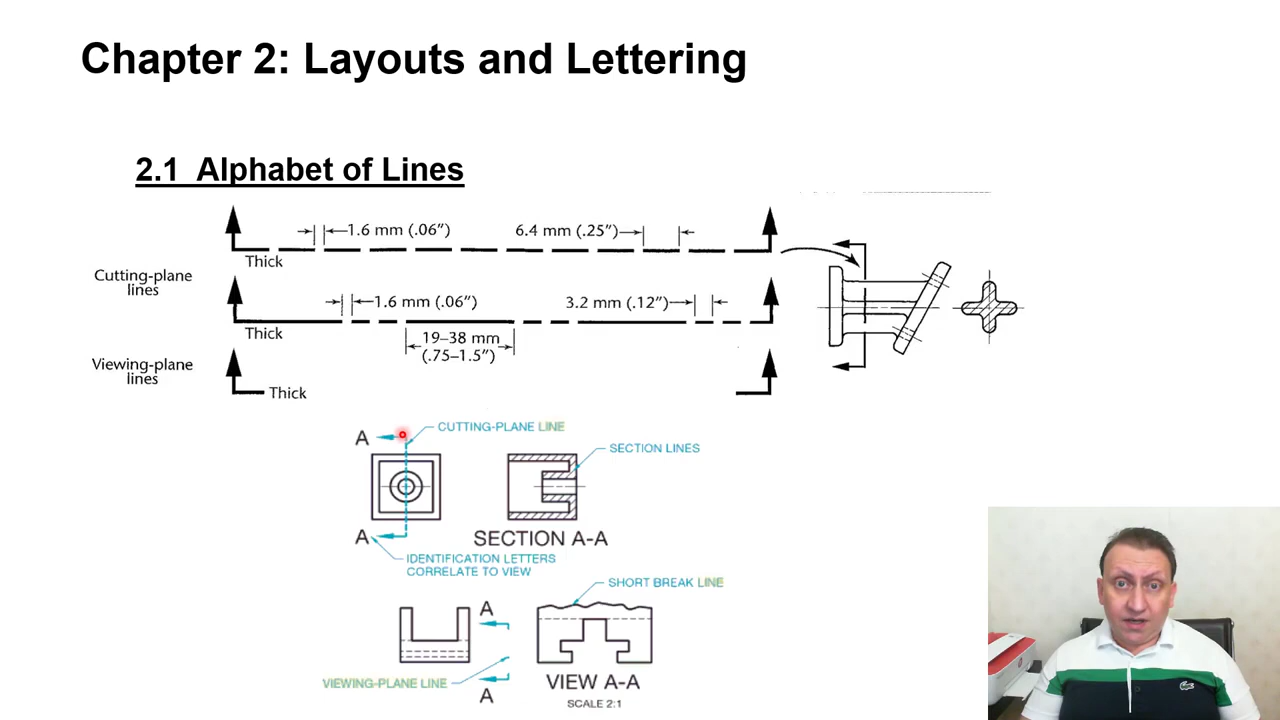 Chapter 2: Layouts and Lettering
2.1 Alphabet of Lines
1.6 mm (.06″)
6.4 mm (.25″)
Thick
Cutting-plane
lines
1.6 mm (.06″)
3.2 mm (.12″)
Thick
19–38 mm
(.75–1.5″)
Viewing-plane
lines
Thick
A
CUTTING-PLANE LINE
SECTION LINES
A
SECTION A-A
IDENTIFICATION LETTERS
CORRELATE TO VIEW
SHORT BREAK LINE
A
VIEWING-PLANE LINE
A
VIEW A-A
SCALE 2:1